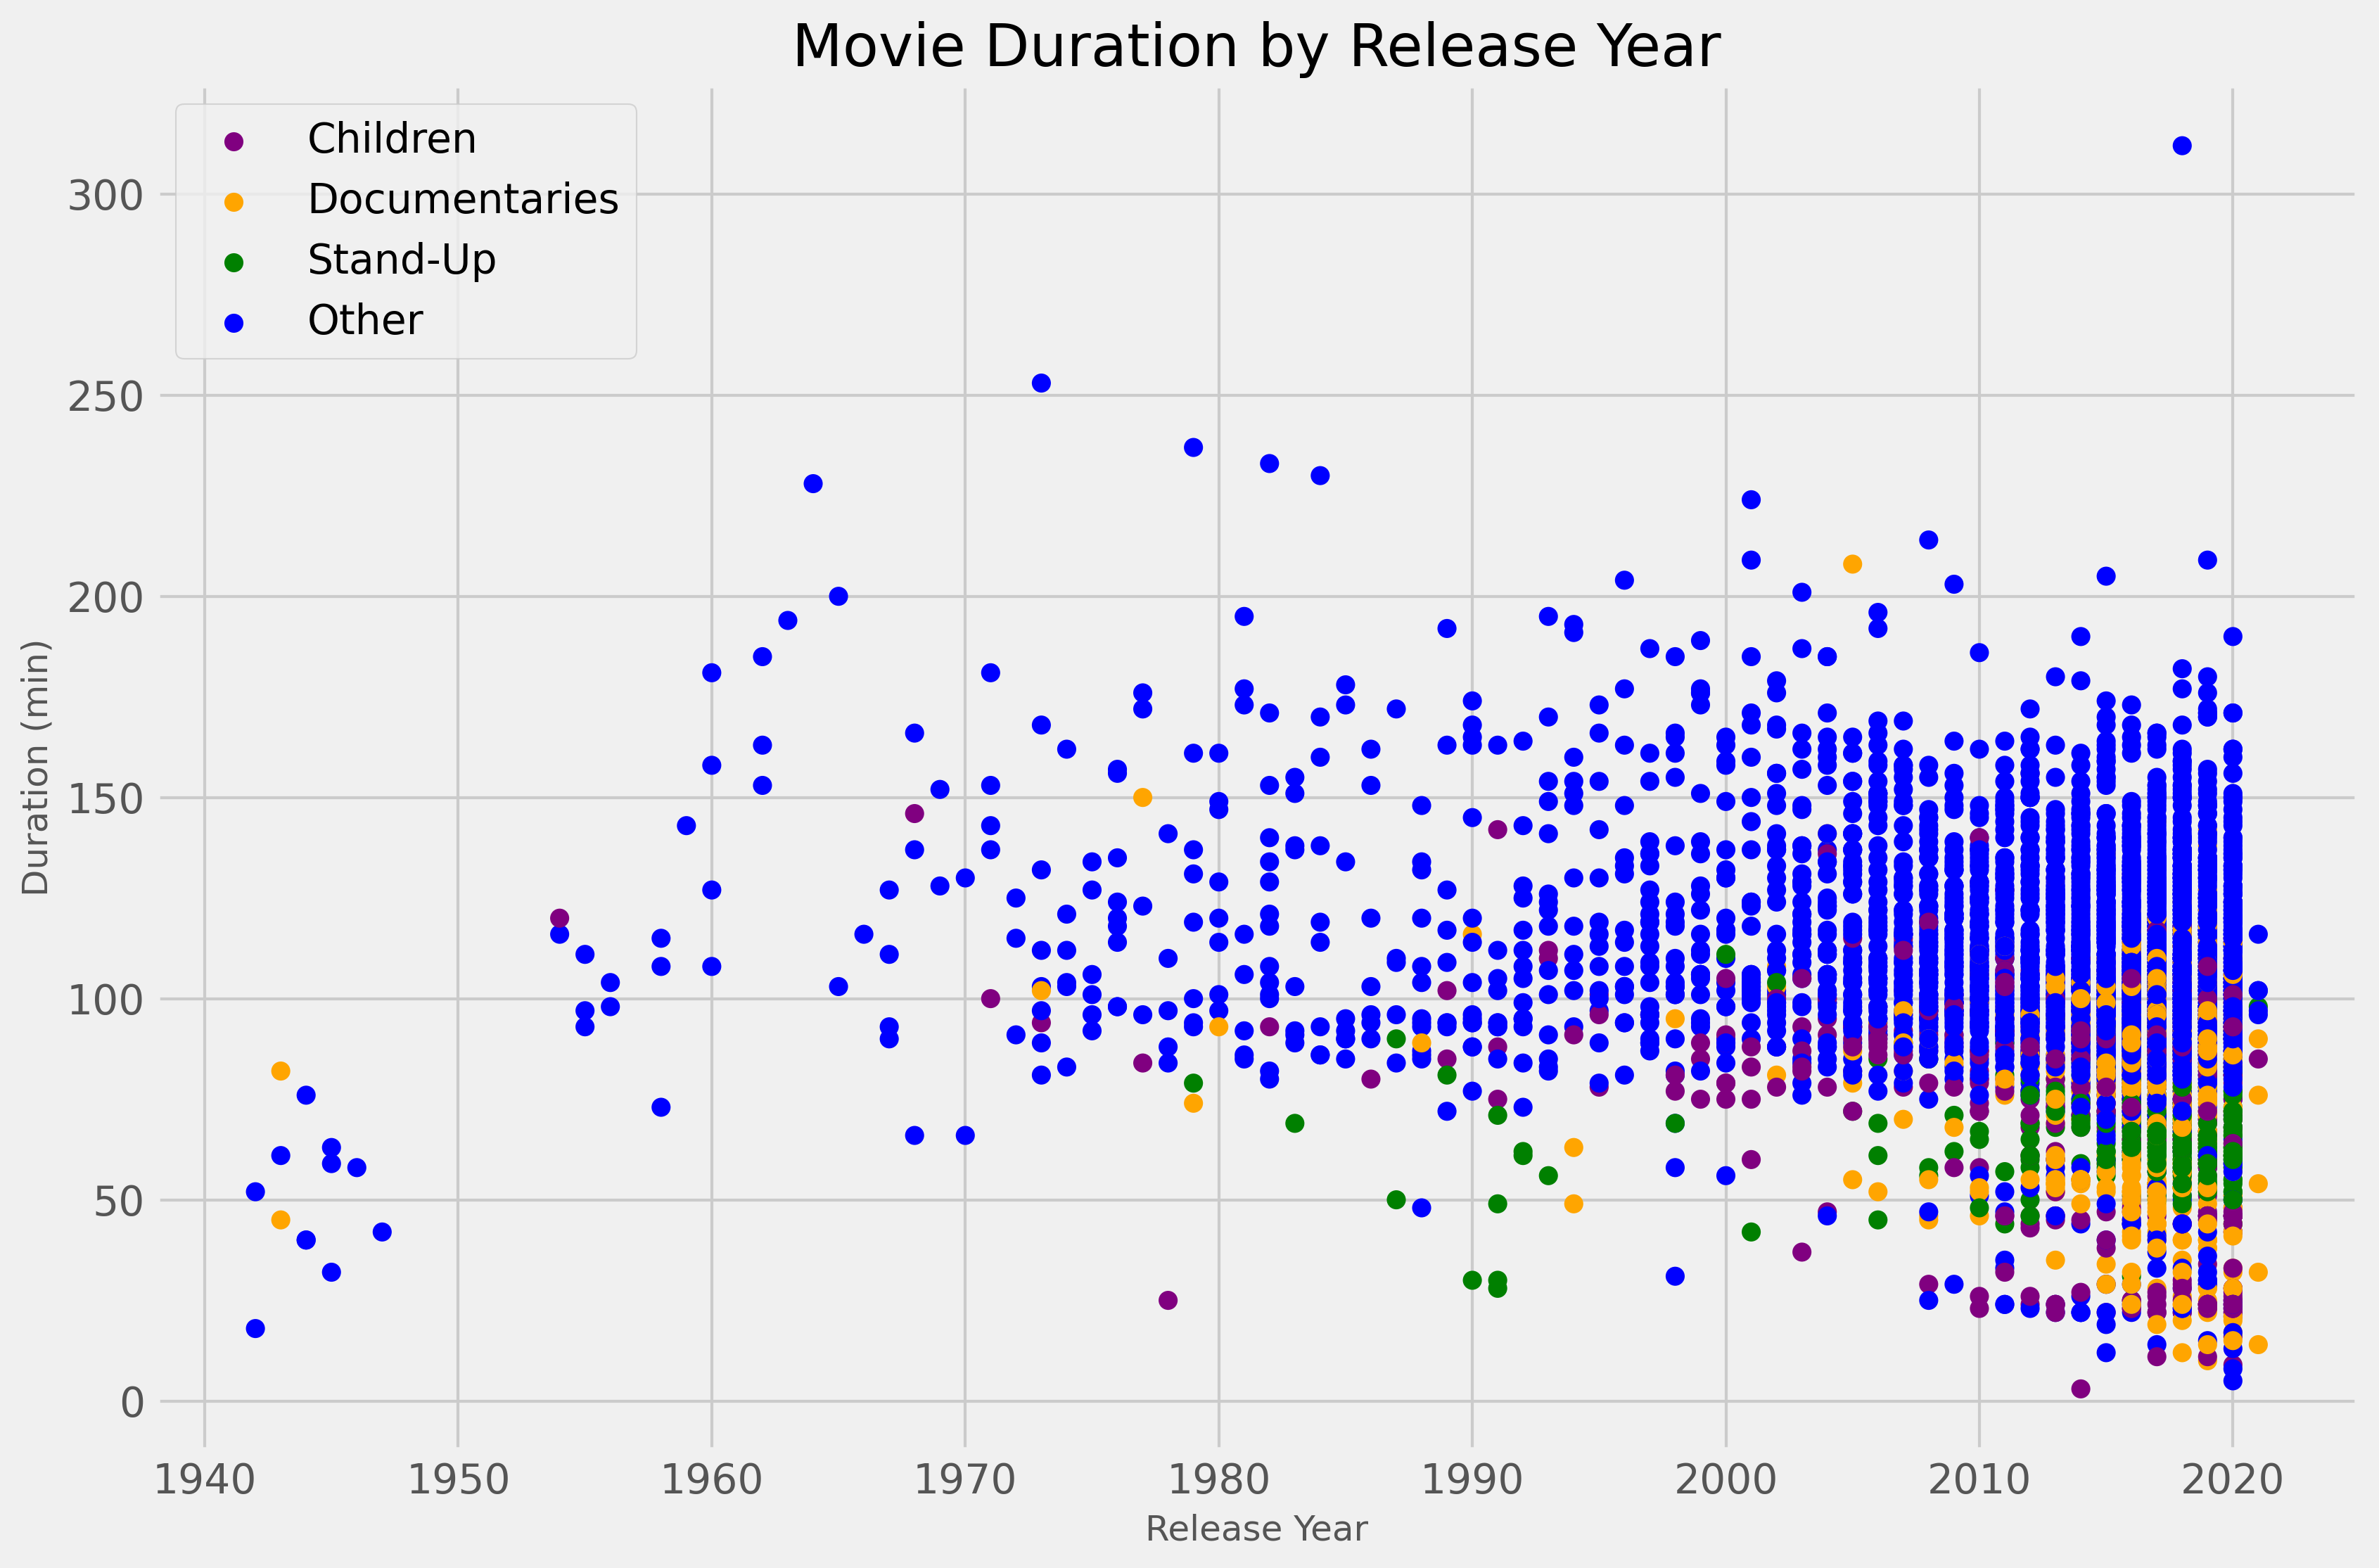 Movie Duration by Release Year
Children
Documentaries
Stand-Up
Other
Duration (min)
300
250
200
150
100
50
0
1940 1950 1960 1970 1980 1990 2000 2010 2020
Release Year